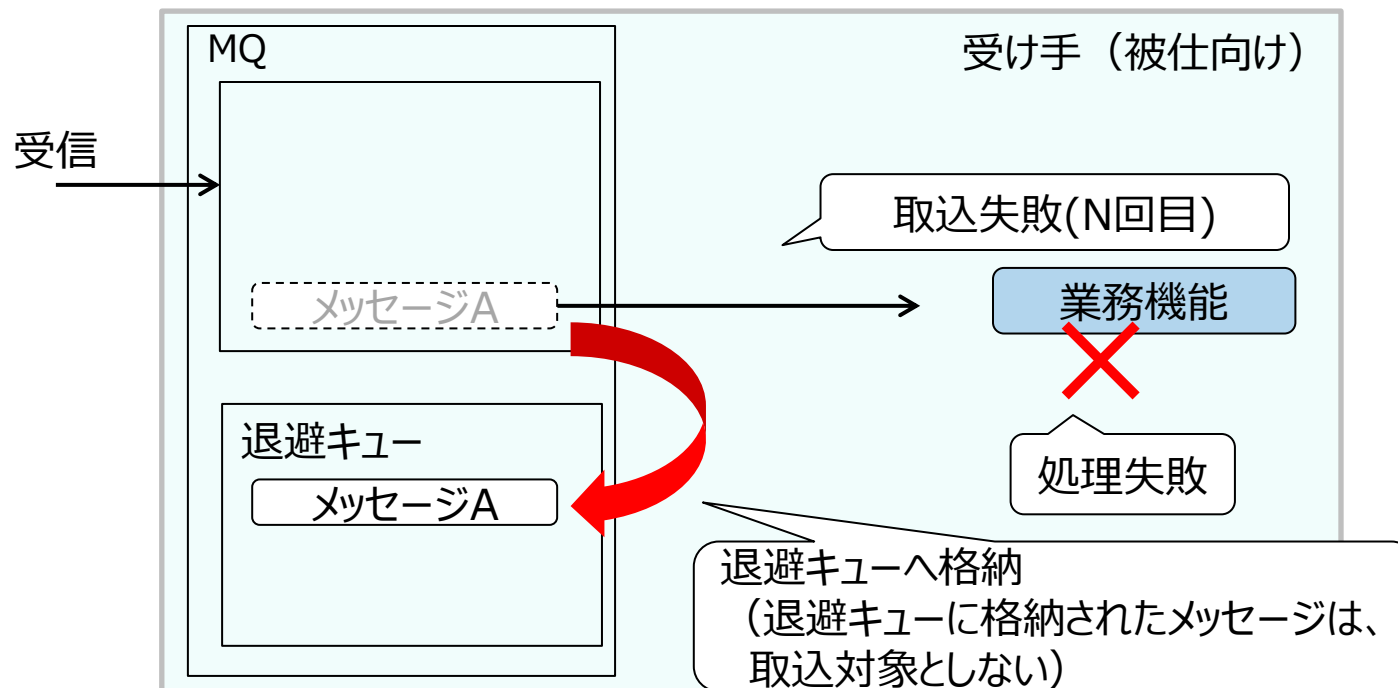 MQ
受け手（被仕向け）
受信
取込失敗(N回目)
メッセージA
業務機能
退避キュー
メッセージA
処理失敗
退避キューへ格納
（退避キューに格納されたメッセージは、
取込対象としない）